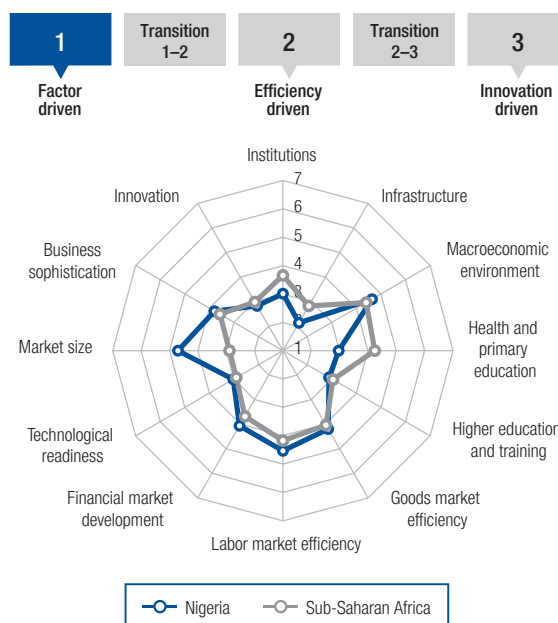 1
Transition
1–2
2
Transition
2–3
3
Factor
driven
Efficiency
driven
Innovation
driven
Institutions
7
6
5
4
3
2
1
Infrastructure
Macroeconomic
environment
Health and
primary
education
Higher education
and training
Goods market
efficiency
Labor market efficiency
Financial market
development
Technological
readiness
Market size
Business
sophistication
Innovation
Nigeria
Sub-Saharan Africa